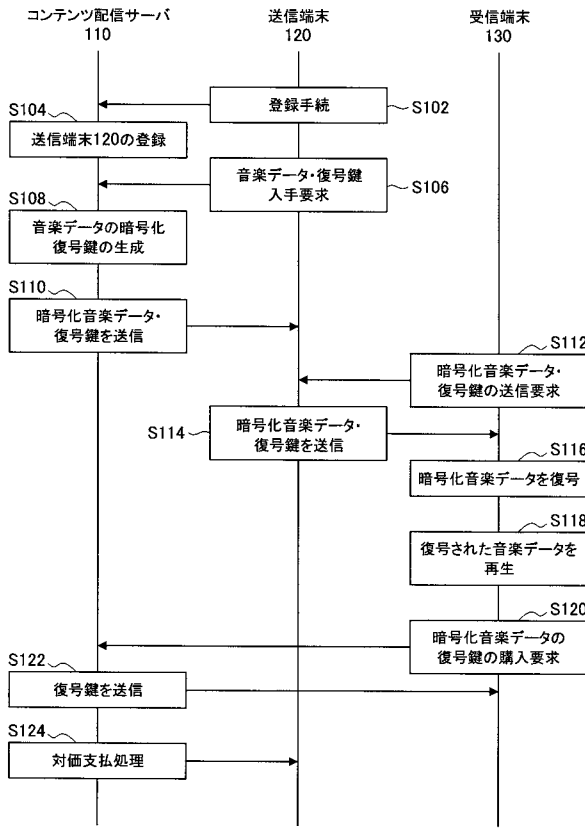 コンテンツ配信サーバ
110
送信端末
120
受信端末
130
登録手続
S102
S104
送信端末120の登録
音楽データ・復号鍵
入手要求
S106
S108
音楽データの暗号化
復号鍵の生成
S110
暗号化音楽データ・
復号鍵を送信
S112
暗号化音楽データ・
復号鍵の送信要求
S114
暗号化音楽データ・
復号鍵を送信
S116
暗号化音楽データを復号
S118
復号された音楽データを
再生
S120
暗号化音楽データの
復号鍵の購入要求
S122
復号鍵を送信
S124
対価支払処理